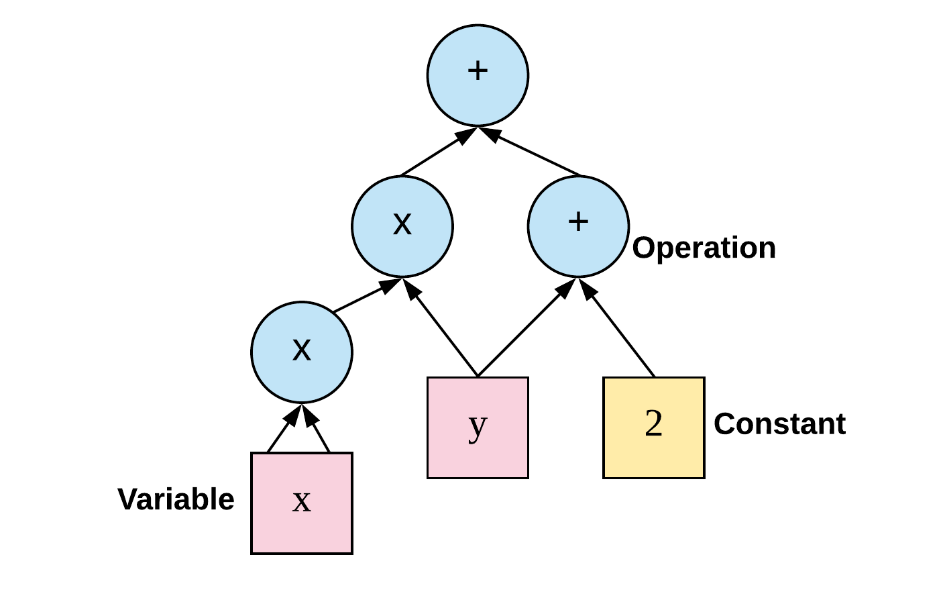 +
x
+
Operation
x
y
2
Constant
Variable
x